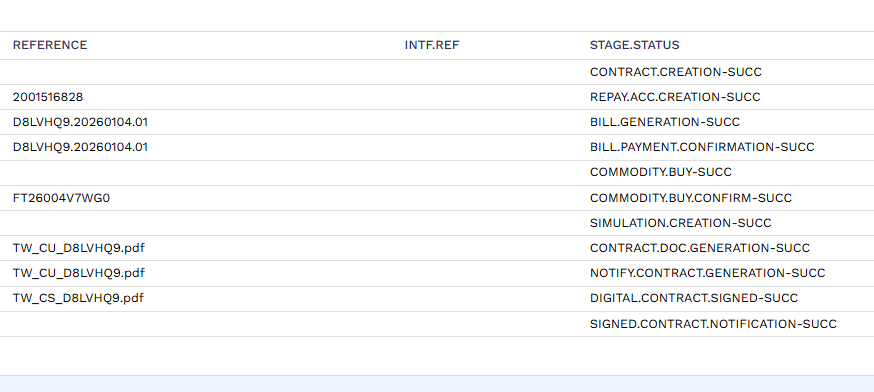 REFERENCE INTF.REF STAGE.STATUS
CONTRACT.CREATION-SUCC
2001516828 REPAY.ACC.CREATION-SUCC
D8LVHQ9.20260104.01 BILL.GENERATION-SUCC
D8LVHQ9.20260104.01 BILL.PAYMENT.CONFIRMATION-SUCC
COMMODITY.BUY-SUCC
FT26004V7WG0 COMMODITY.BUY.CONFIRM-SUCC
SIMULATION.CREATION-SUCC
TW_CU_D8LVHQ9.pdf CONTRACT.DOC.GENERATION-SUCC
TW_CU_D8LVHQ9.pdf NOTIFY.CONTRACT.GENERATION-SUCC
TW_CS_D8LVHQ9.pdf DIGITAL.CONTRACT.SIGNED-SUCC
SIGNED.CONTRACT.NOTIFICATION-SUCC